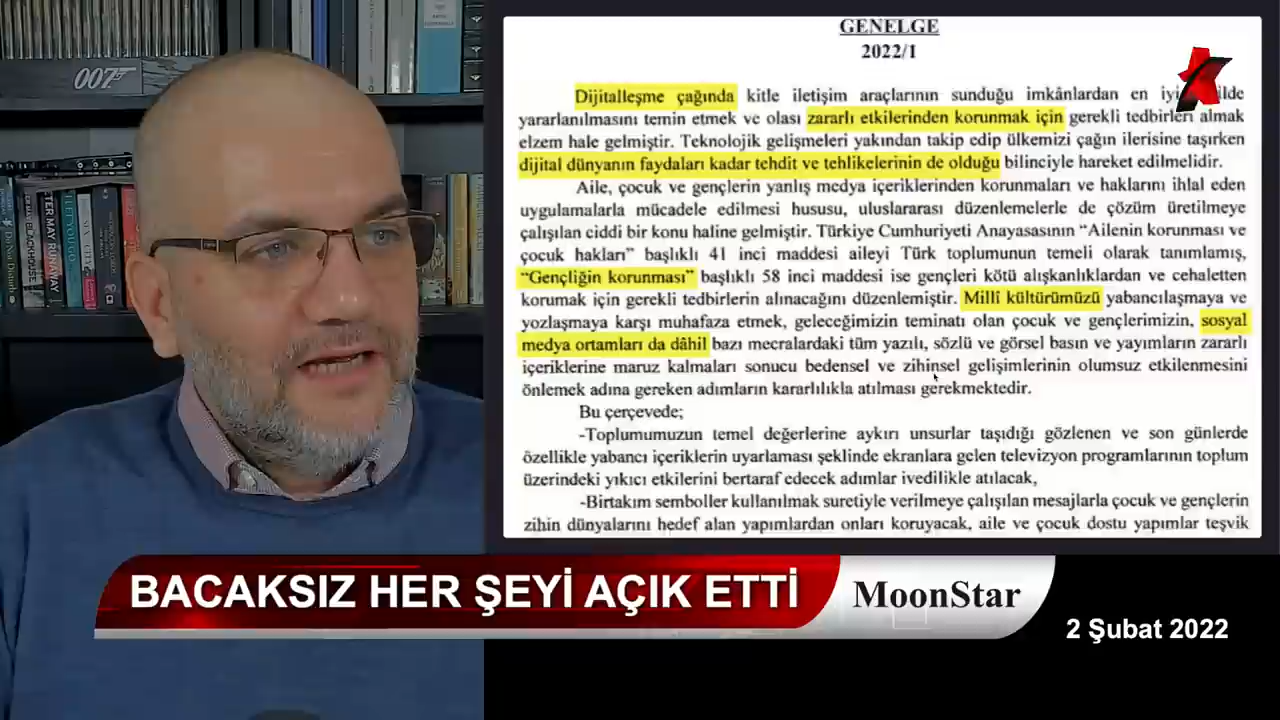 007
AFTER MAY RUNAWAY
BLACKHOUSE
GENELGE
2022/1
Dijitalleşme çağında kitle iletişim araçlarının sunduğu imkânlardan en iyi
yararlanılmasını temin etmek ve olası zararlı etkilerinden korunmak için gerekli tedbirleri almak
elzem hale gelmiştir. Teknolojik gelişmeleri yakından takip edip ülkemizi çağın ilerisine taşırken
dijital dünyanın faydaları kadar tehdit ve tehlikelerinin de olduğu bilinciyle hareket edilmelidir.
Aile, çocuk ve gençlerin yanlış medya içeriklerinden korunmaları ve haklarını ihlal eden
uygulamalarla mücadele edilmesi hususu, uluslararası düzenlemelerle de çözüm üretilmeye
çalışılan ciddi bir konu haline gelmiştir. Türkiye Cumhuriyeti Anayasasının “Ailenin korunması ve
çocuk hakları” başlıklı 41 inci maddesi aileyi Türk toplumunun temeli olarak tanımlamış,
“Gençliğin korunması” başlıklı 58 inci maddesi ise gençleri kötü alışkanlıklardan ve cehaletten
korumak için gerekli tedbirlerin alınacağını düzenlemiştir. Millî kültürümüzü yabancılaşmaya ve
yozlaşmaya karşı muhafaza etmek, geleceğimizin teminatı olan çocuk ve gençlerimizin, sosyal
medya ortamları da dâhil bazı mecralardaki tüm yazılı, sözlü ve görsel basın ve yayımların zararlı
içeriklerine maruz kalmaları sonucu bedensel ve zihinsel gelişimlerinin olumsuz etkilenmesini
önlemek adına gereken adımların kararlılıkla atılması gerekmektedir.
Bu çerçevede;
-Toplumumuzun temel değerlerine aykırı unsurlar taşıdığı gözlenen ve son günlerde
özellikle yabancı içeriklerin uyarlaması şeklinde ekranlara gelen televizyon programlarının toplum
üzerindeki yıkıcı etkilerini bertaraf edecek adımlar ivedilikle atılacak,
-Birtakım semboller kullanılmak suretiyle verilmeye çalışılan mesajlarla çocuk ve gençlerin
zihin dünyalarını hedef alan yapımlardan onları koruyacak, aile ve çocuk dostu yapımlar teşvik
BACAKSIZ HER ŞEYİ AÇIK ETTİ
MoonStar
2 Şubat 2022